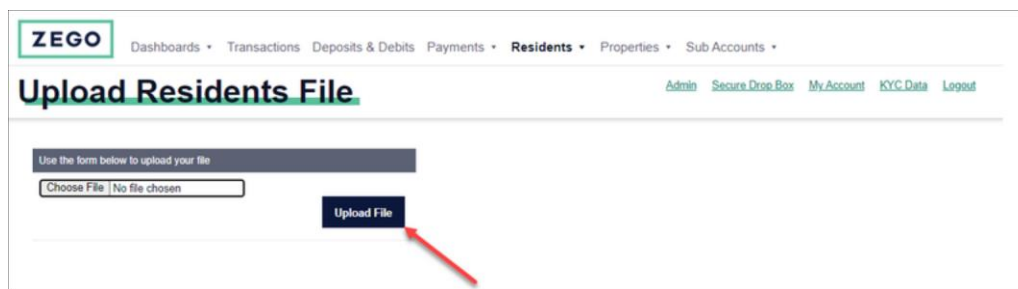 ZEGO
Dashboards Transactions Deposits & Debits Payments Residents Properties Sub Accounts
Upload Residents File
Admin Secure Drop Box My Account KYC Data Logout
Use the form below to upload your file
Choose File No file chosen
Upload File